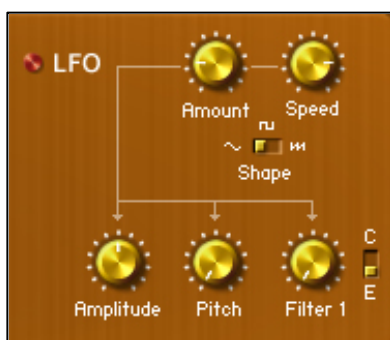 LFO
Amount Speed
Shape
C
E
Amplitude Pitch Filter 1